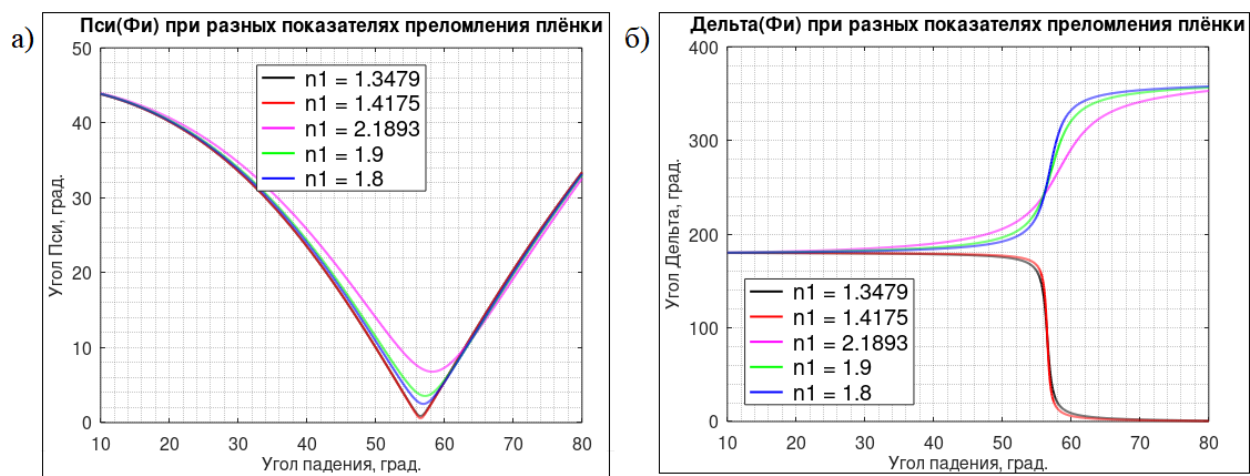 а)
Пси(Фи) при разных показателях преломления плёнки
50
40
30
20
10
0
Угол Пси, град.
n1 = 1.3479
n1 = 1.4175
n1 = 2.1893
n1 = 1.9
n1 = 1.8
10 20 30 40 50 60 70 80
Угол падения, град.
б)
Дельта(Фи) при разных показателях преломления плёнки
400
300
200
100
0
Угол Дельта, град.
n1 = 1.3479
n1 = 1.4175
n1 = 2.1893
n1 = 1.9
n1 = 1.8
10 20 30 40 50 60 70 80
Угол падения, град.